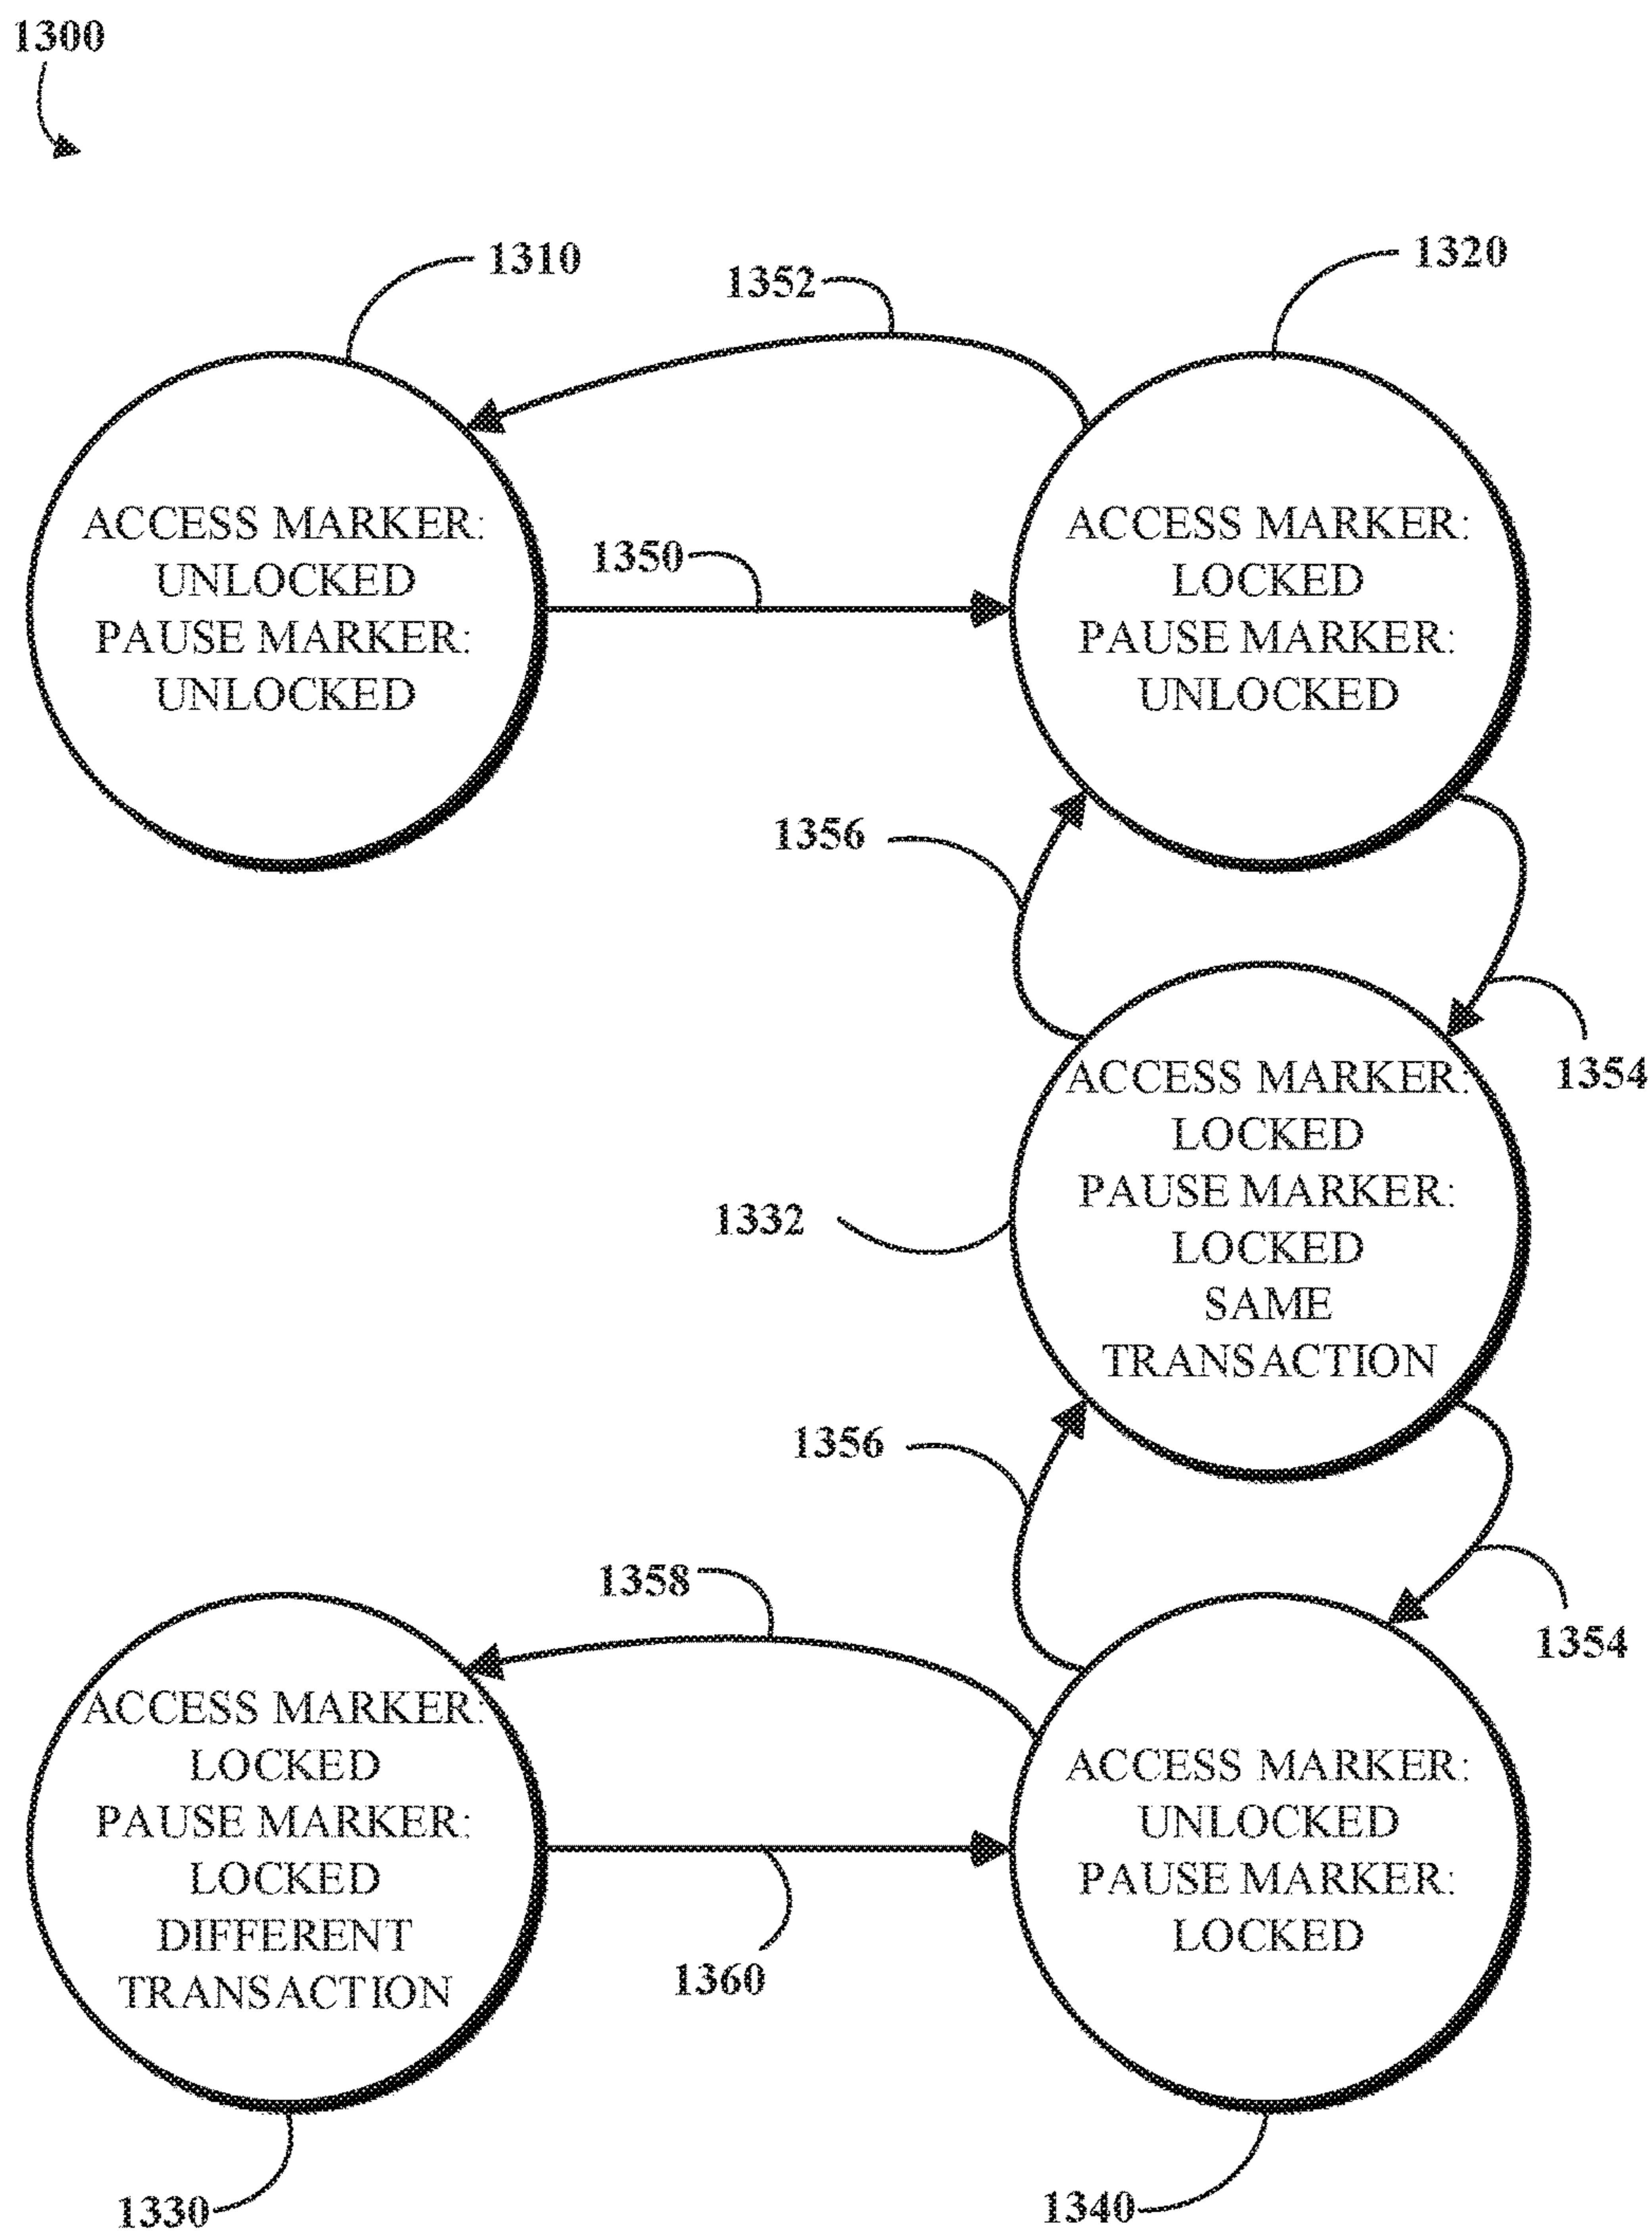 1300
1310
1352
1320
ACCESS MARKER:
UNLOCKED
PAUSE MARKER:
UNLOCKED
1350
ACCESS MARKER:
LOCKED
PAUSE MARKER:
UNLOCKED
1356
1354
ACCESS MARKER:
LOCKED
PAUSE MARKER:
LOCKED
SAME
TRANSACTION
1332
1356
1354
1358
ACCESS MARKER:
LOCKED
PAUSE MARKER:
LOCKED
DIFFERENT
TRANSACTION
1360
ACCESS MARKER:
UNLOCKED
PAUSE MARKER:
LOCKED
1330
1340